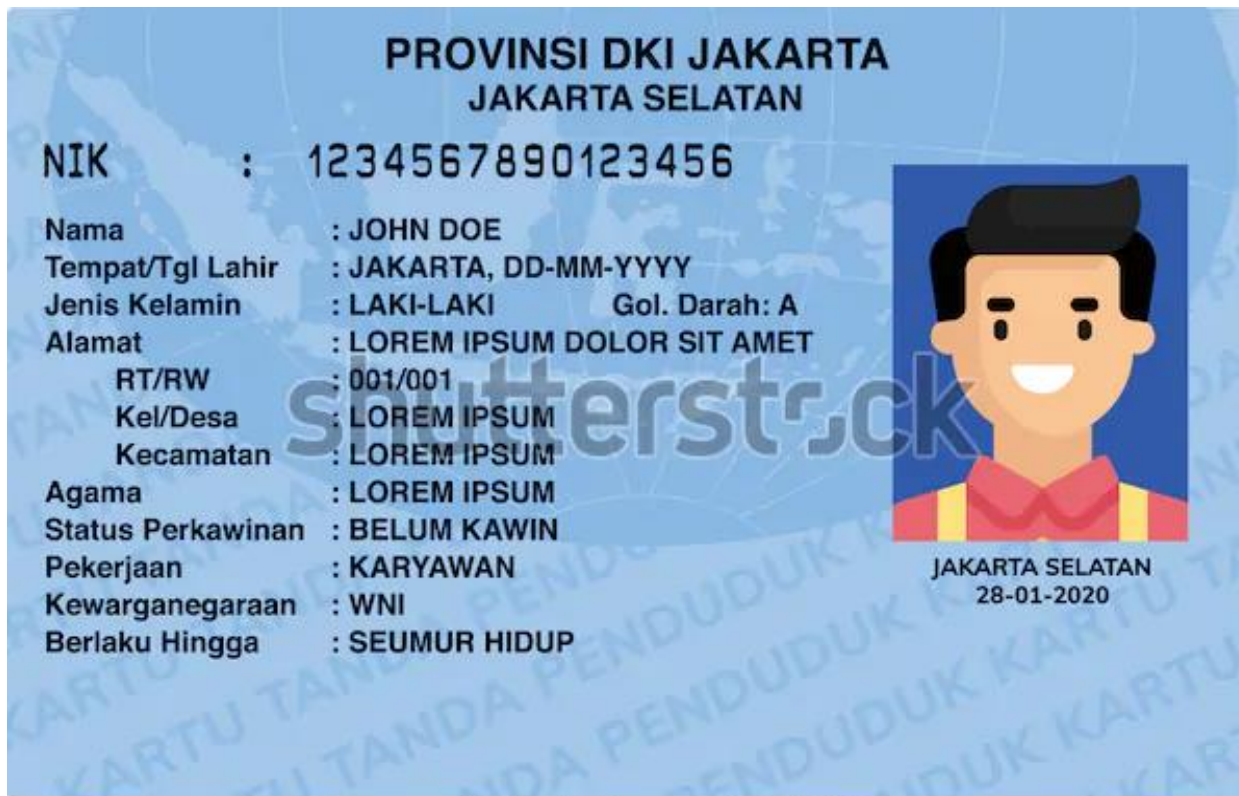 PROVINSI DKI JAKARTA
JAKARTA SELATAN
NIK : 1234567890123456
Nama : JOHN DOE
Tempat/Tgl Lahir : JAKARTA, DD-MM-YYYY
Jenis Kelamin : LAKI-LAKI Gol. Darah: A
Alamat : LOREM IPSUM DOLOR SIT AMET
RT/RW : 001/001
Kel/Desa : LOREM IPSUM
Kecamatan : LOREM IPSUM
Agama : LOREM IPSUM
Status Perkawinan : BELUM KAWIN
Pekerjaan : KARYAWAN
Kewarganegaraan : WNI
Berlaku Hingga : SEUMUR HIDUP
JAKARTA SELATAN
28-01-2020
shutterstock
KARTU TANDA PENDUDUK KARTU